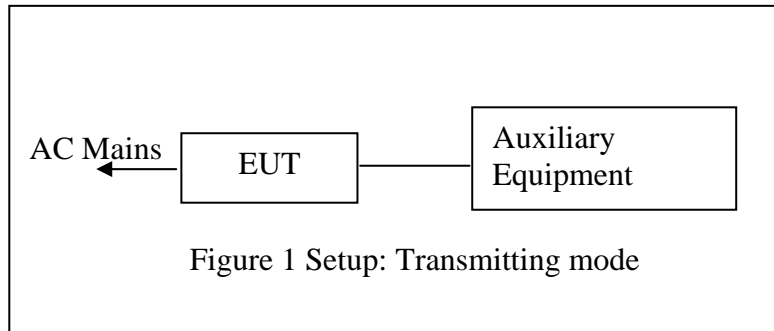 AC Mains
EUT
Auxiliary
Equipment
Figure 1 Setup: Transmitting mode